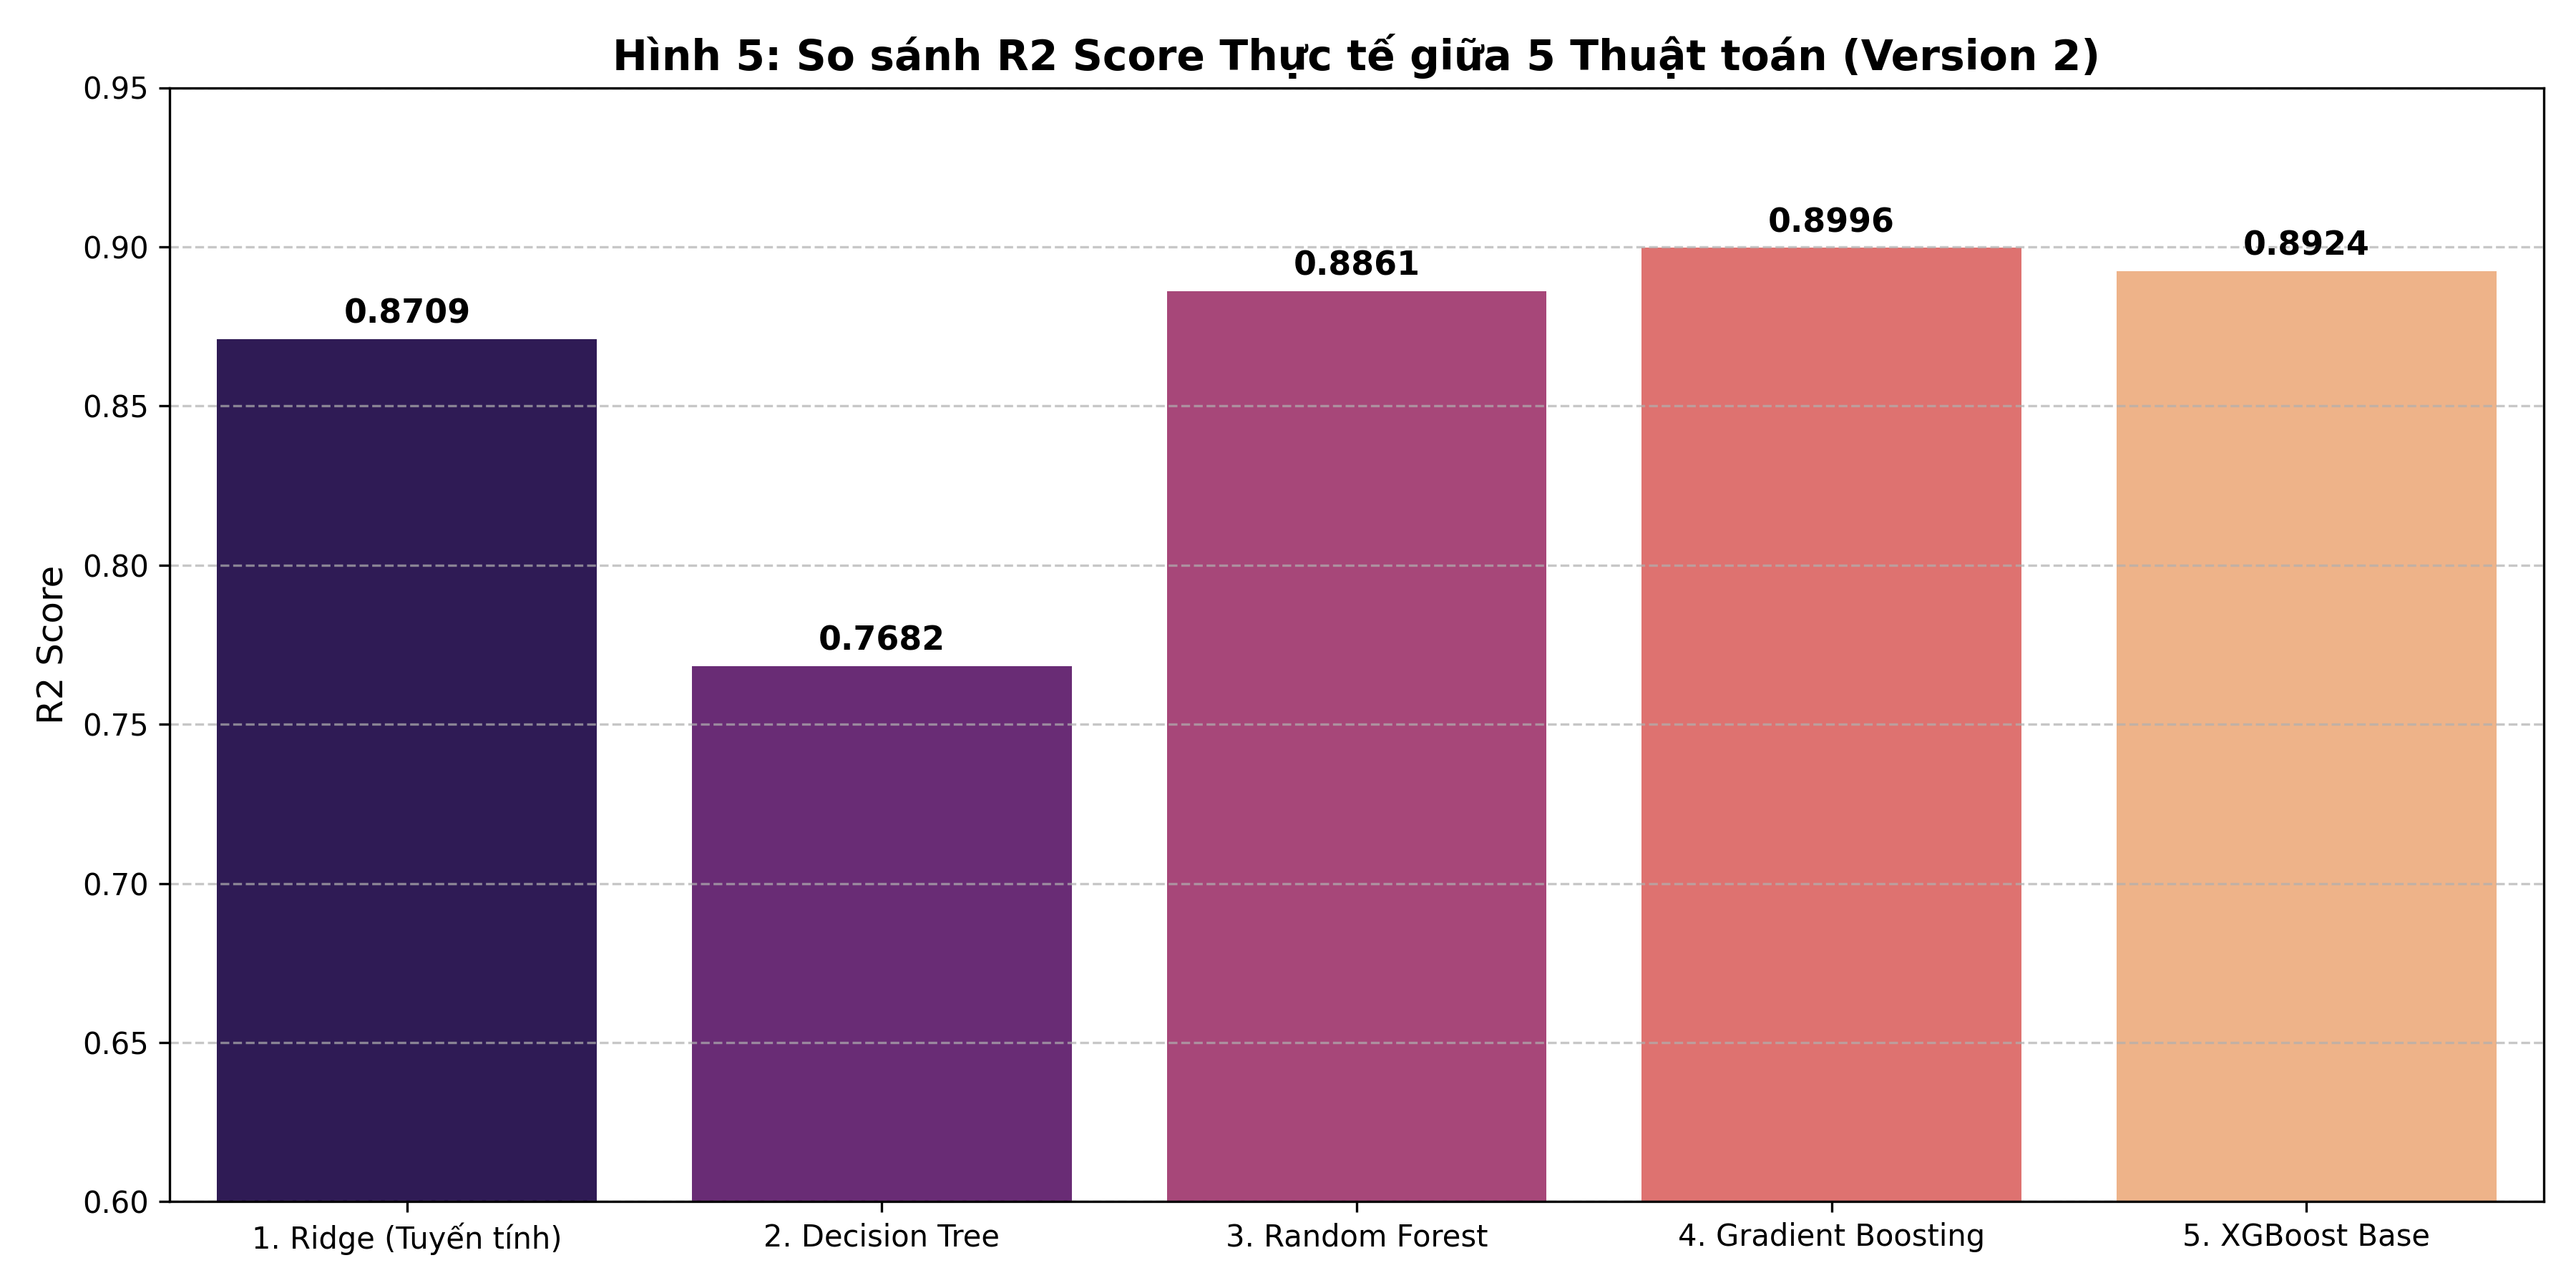 Hình 5: So sánh R2 Score Thực tế giữa 5 Thuật toán (Version 2)
R2 Score
0.95
0.90
0.85
0.80
0.75
0.70
0.65
0.60
0.8709
0.7682
0.8861
0.8996
0.8924
1. Ridge (Tuyến tính)
2. Decision Tree
3. Random Forest
4. Gradient Boosting
5. XGBoost Base